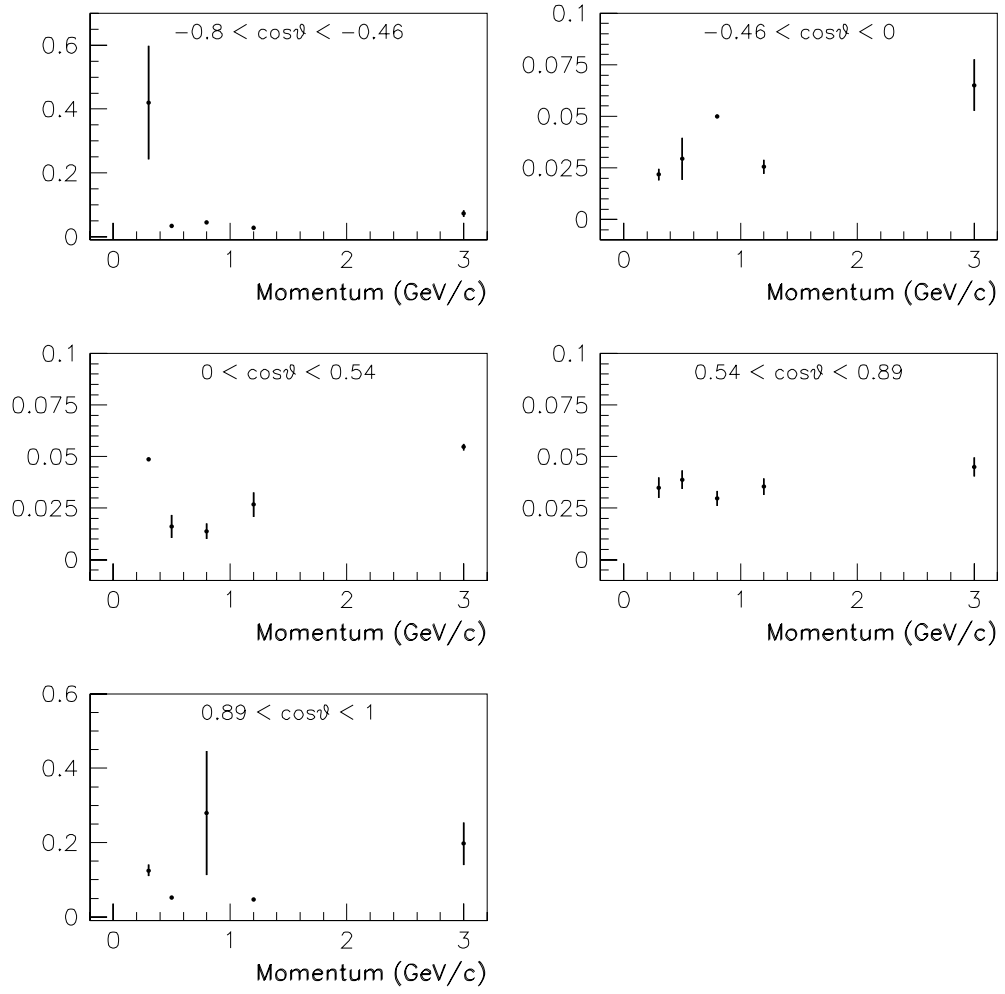 −0.8 < cosϑ < −0.46
0.6
0.4
0.2
0
0 1 2 3
Momentum (GeV/c)
−0.46 < cosϑ < 0
0.1
0.075
0.05
0.025
0
0 1 2 3
Momentum (GeV/c)
0 < cosϑ < 0.54
0.1
0.075
0.05
0.025
0
0 1 2 3
Momentum (GeV/c)
0.54 < cosϑ < 0.89
0.1
0.075
0.05
0.025
0
0 1 2 3
Momentum (GeV/c)
0.89 < cosϑ < 1
0.6
0.4
0.2
0
0 1 2 3
Momentum (GeV/c)